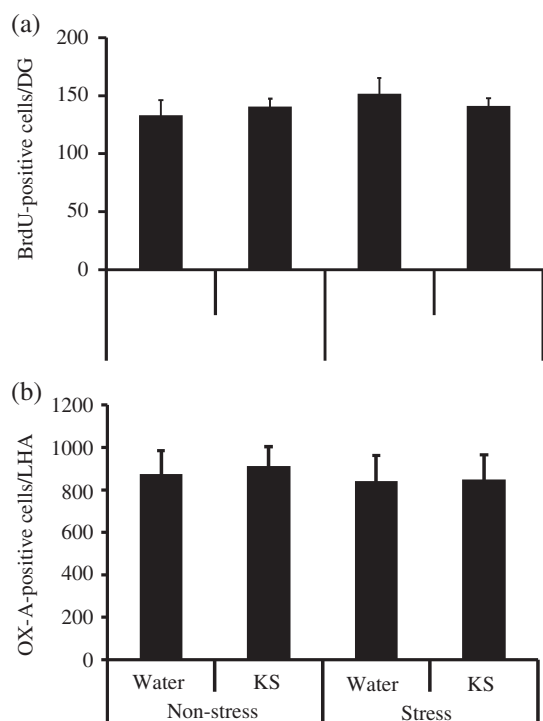 (a)
BrdU-positive cells/DG
200
150
100
50
0
(b)
OX-A-positive cells/LHA
1200
1000
800
600
400
200
0
Water KS Water KS
Non-stress Stress